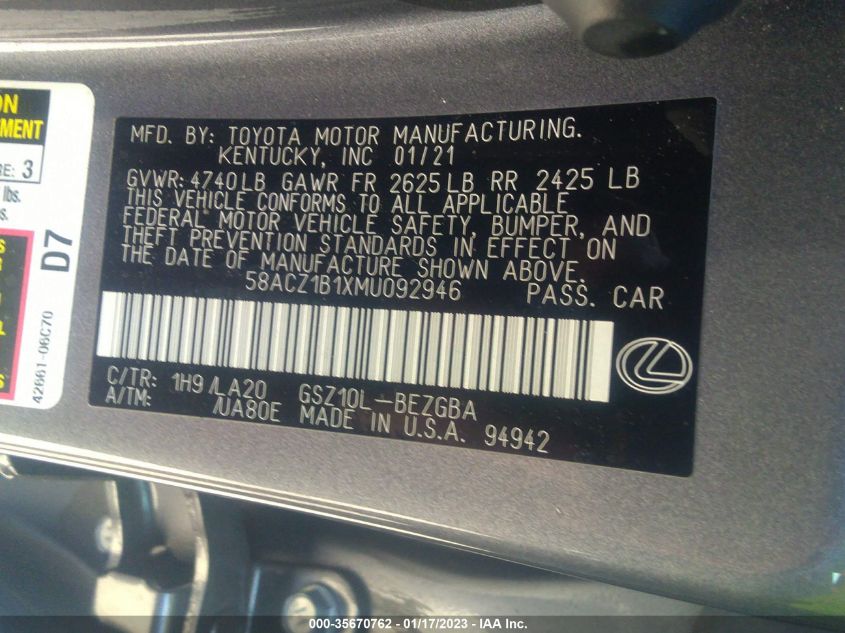 ON
EMENT
RE: 3
lbs.
s.
S
R
L
S
D7
42661-06C70
MFD. BY: TOYOTA MOTOR MANUFACTURING.
KENTUCKY, INC 01/21
GVWR: 4740LB GAWR FR 2625LB RR 2425 LB
THIS VEHICLE CONFORMS TO ALL APPLICABLE
FEDERAL MOTOR VEHICLE SAFETY, BUMPER, AND
THEFT PREVENTION STANDARDS IN EFFECT ON
THE DATE OF MANUFACTURE SHOWN ABOVE.
58ACZ1B1XMU092946 PASS. CAR
C/TR: 1H9/LA20 GSZ10L-BEZGBA
A/TM: /UA80E MADE IN U.S.A. 94942
000-35670762 / 01/17/2023 - IAA Inc.